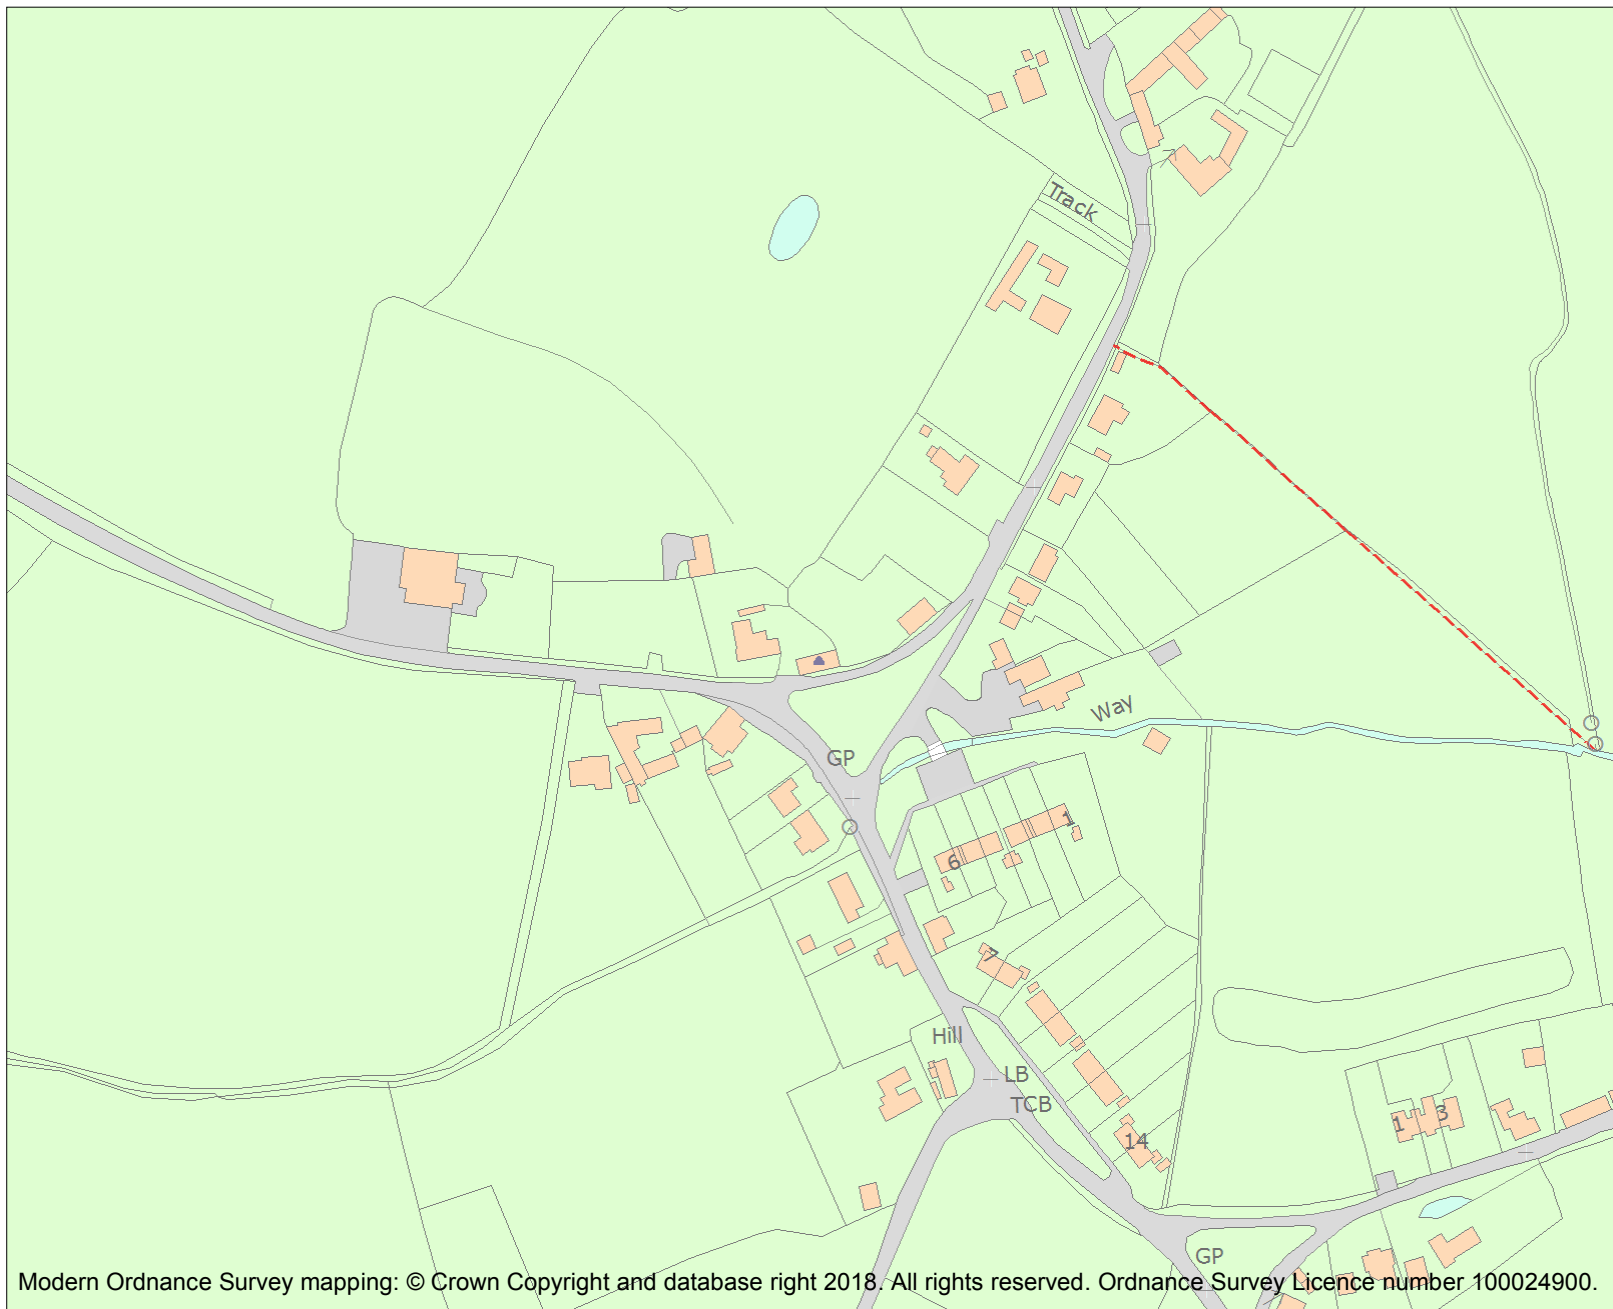 Track
Way
GP
1
6
7
Hill
LB
TCB
14
1
3
GP
Modern Ordnance Survey mapping: © Crown Copyright and database right 2018. All rights reserved. Ordnance Survey Licence number 100024900.